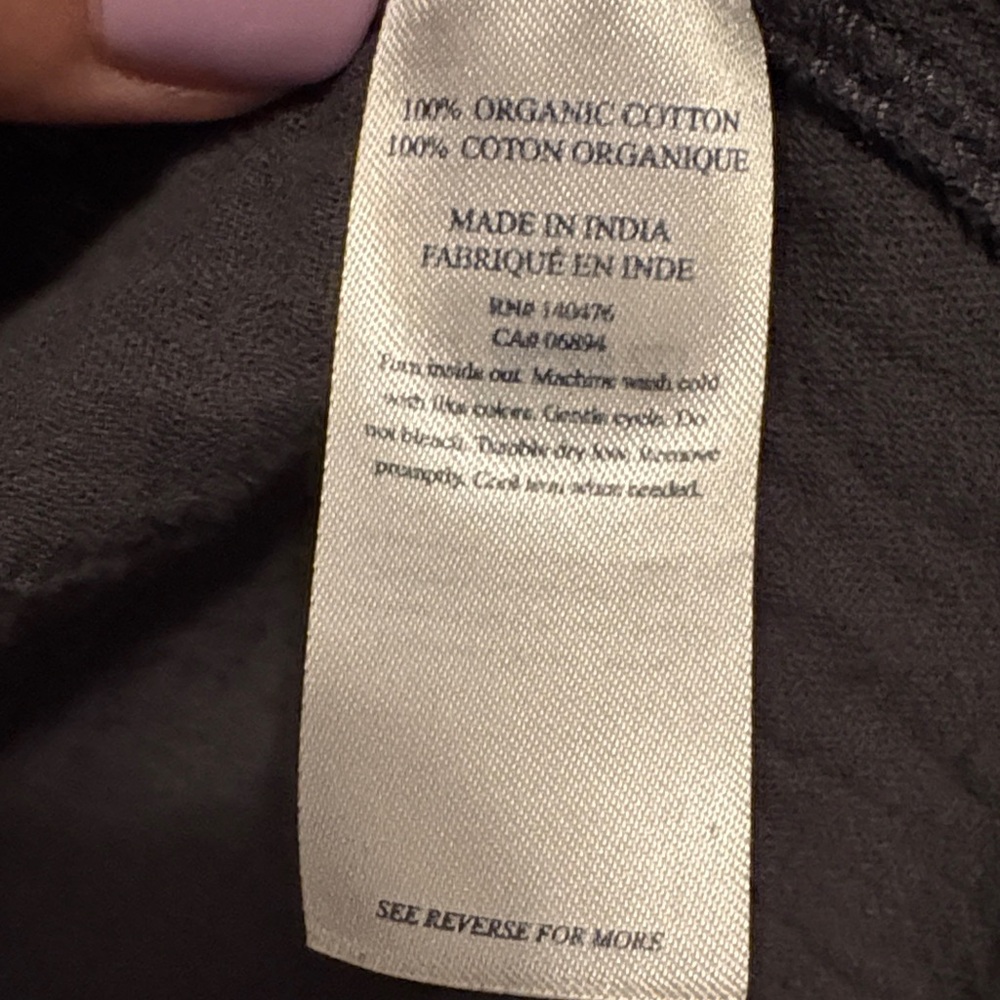 100% ORGANIC COTTON
100% COTON ORGANIQUE
MADE IN INDIA
FABRIQUÉ EN INDE
RN# 140476
CA# 06894
Turn inside out. Machine wash cold
with like colors. Gentle cycle. Do
not bleach. Tumble dry low. Remove
promptly. Cool iron when needed.
SEE REVERSE FOR MORE